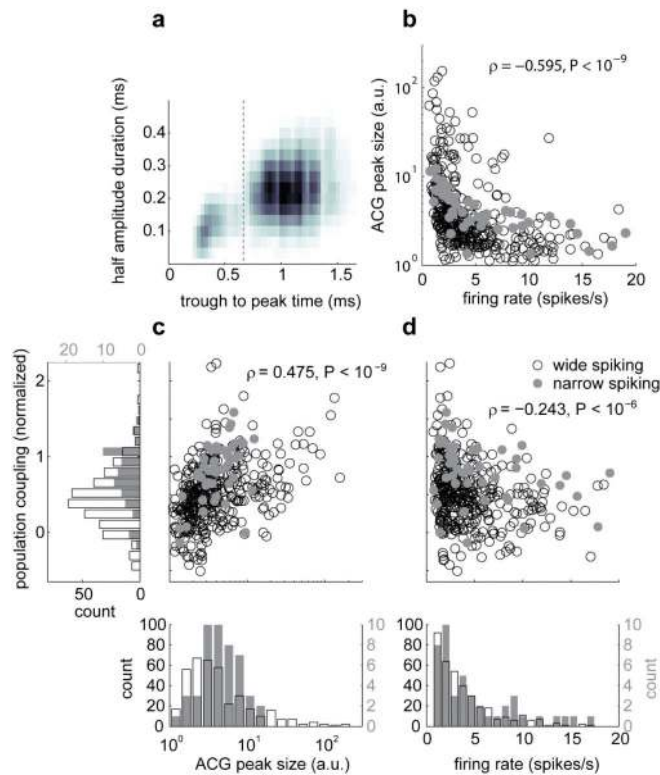 a
half amplitude duration (ms)
0.4
0.3
0.2
0.1
0 0.5 1.0 1.5
trough to peak time (ms)
b
ρ = −0.595, P < 10⁻⁹
ACG peak size (a.u.)
10²
10¹
10⁰
0 5 10 15 20
firing rate (spikes/s)
c
20 10 0
population coupling (normalized)
2
1
0
50 0
count
ρ = 0.475, P < 10⁻⁹
d
wide spiking
narrow spiking
ρ = −0.243, P < 10⁻⁶
count
100
80
60
40
20
0
10
8
6
4
2
0
10⁰ 10¹ 10²
ACG peak size (a.u.)
100
80
60
40
20
0
10
8
6
4
2
0
count
0 5 10 15 20
firing rate (spikes/s)